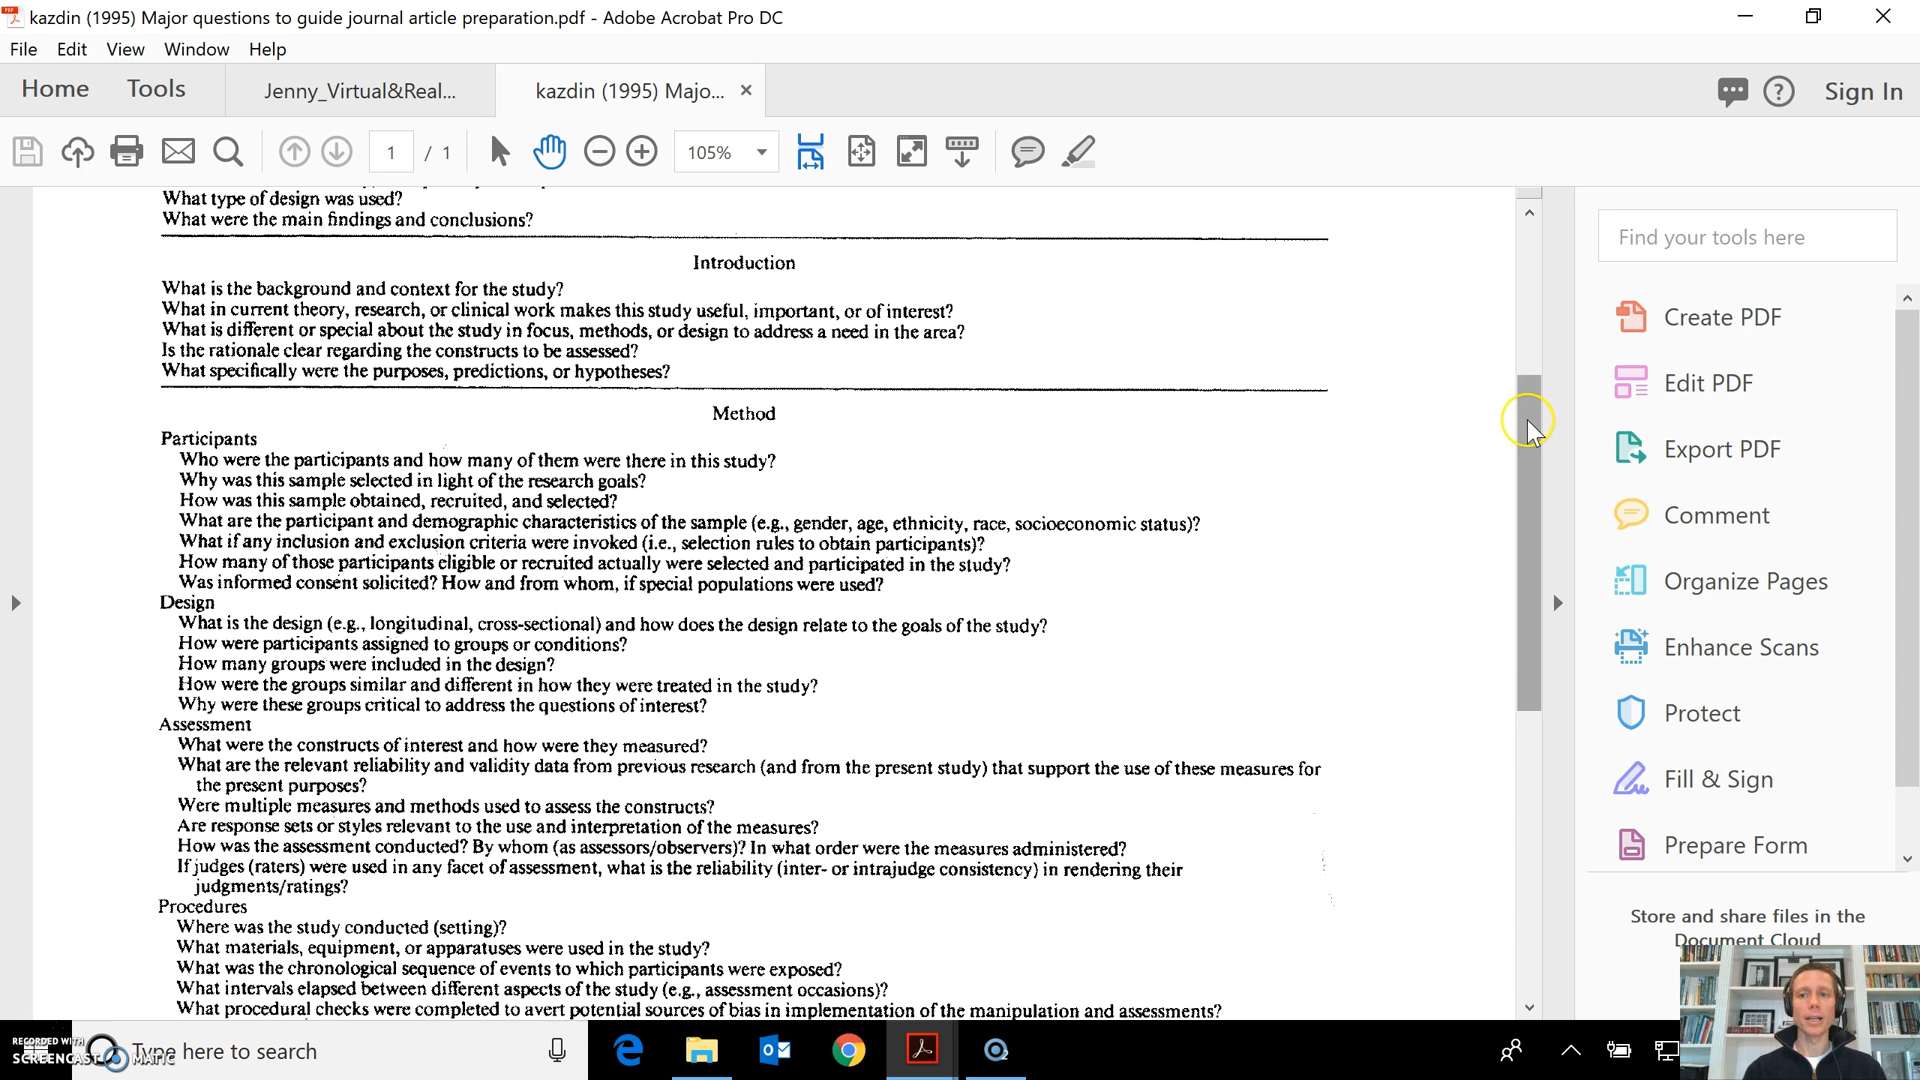 kazdin (1995) Major questions to guide journal article preparation.pdf - Adobe Acrobat Pro DC
File Edit View Window Help
Home Tools Jenny_Virtual&Real... kazdin (1995) Majo... Sign In
1 / 1 105%
What type of design was used?
What were the main findings and conclusions?
Introduction
What is the background and context for the study?
What in current theory, research, or clinical work makes this study useful, important, or of interest?
What is different or special about the study in focus, methods, or design to address a need in the area?
Is the rationale clear regarding the constructs to be assessed?
What specifically were the purposes, predictions, or hypotheses?
Method
Participants
Who were the participants and how many of them were there in this study?
Why was this sample selected in light of the research goals?
How was this sample obtained, recruited, and selected?
What are the participant and demographic characteristics of the sample (e.g., gender, age, ethnicity, race, socioeconomic status)?
What if any inclusion and exclusion criteria were invoked (i.e., selection rules to obtain participants)?
How many of those participants eligible or recruited actually were selected and participated in the study?
Was informed consent solicited? How and from whom, if special populations were used?
Design
What is the design (e.g., longitudinal, cross-sectional) and how does the design relate to the goals of the study?
How were participants assigned to groups or conditions?
How many groups were included in the design?
How were the groups similar and different in how they were treated in the study?
Why were these groups critical to address the questions of interest?
Assessment
What were the constructs of interest and how were they measured?
What are the relevant reliability and validity data from previous research (and from the present study) that support the use of these measures for
the present purposes?
Were multiple measures and methods used to assess the constructs?
Are response sets or styles relevant to the use and interpretation of the measures?
How was the assessment conducted? By whom (as assessors/observers)? In what order were the measures administered?
If judges (raters) were used in any facet of assessment, what is the reliability (inter- or intrajudge consistency) in rendering their
judgments/ratings?
Procedures
Where was the study conducted (setting)?
What materials, equipment, or apparatuses were used in the study?
What was the chronological sequence of events to which participants were exposed?
What intervals elapsed between different aspects of the study (e.g., assessment occasions)?
What procedural checks were completed to avert potential sources of bias in implementation of the manipulation and assessments?
Find your tools here
Create PDF
Edit PDF
Export PDF
Comment
Organize Pages
Enhance Scans
Protect
Fill & Sign
Prepare Form
Store and share files in the
Document Cloud
RECORDED WITH
SCREENCAST MATIC
Type here to search